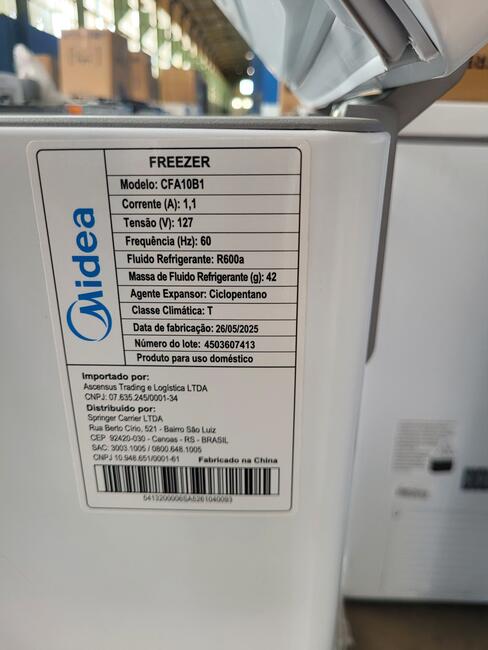 Midea
FREEZER
Modelo: CFA10B1
Corrente (A): 1,1
Tensão (V): 127
Frequência (Hz): 60
Fluido Refrigerante: R600a
Massa de Fluido Refrigerante (g): 42
Agente Expansor: Ciclopentano
Classe Climática: T
Data de fabricação: 26/05/2025
Número do lote: 4503607413
Produto para uso doméstico
Importado por:
Ascensus Trading e Logística LTDA
CNPJ: 07.635.245/0001-34
Distribuído por:
Springer Carrier LTDA
Rua Berto Círio, 521 - Bairro São Luiz
CEP 92420-030 - Canoas - RS - BRASIL
SAC: 3003.1005 / 0800.648.1005
CNPJ 10.948.651/0001-61 Fabricado na China